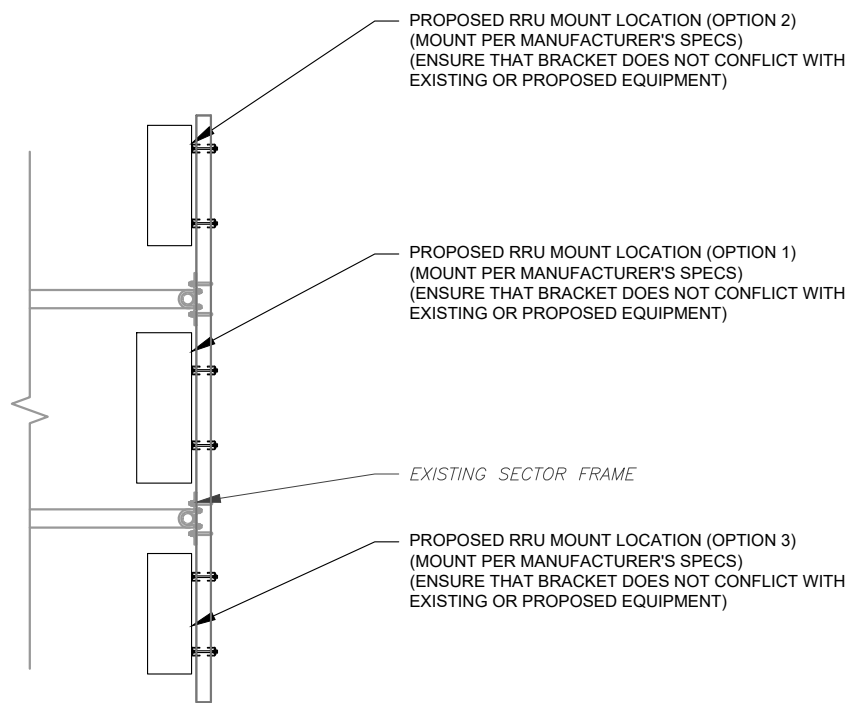 PROPOSED RRU MOUNT LOCATION (OPTION 2)
(MOUNT PER MANUFACTURER'S SPECS)
(ENSURE THAT BRACKET DOES NOT CONFLICT WITH
EXISTING OR PROPOSED EQUIPMENT)
PROPOSED RRU MOUNT LOCATION (OPTION 1)
(MOUNT PER MANUFACTURER'S SPECS)
(ENSURE THAT BRACKET DOES NOT CONFLICT WITH
EXISTING OR PROPOSED EQUIPMENT)
EXISTING SECTOR FRAME
PROPOSED RRU MOUNT LOCATION (OPTION 3)
(MOUNT PER MANUFACTURER'S SPECS)
(ENSURE THAT BRACKET DOES NOT CONFLICT WITH
EXISTING OR PROPOSED EQUIPMENT)